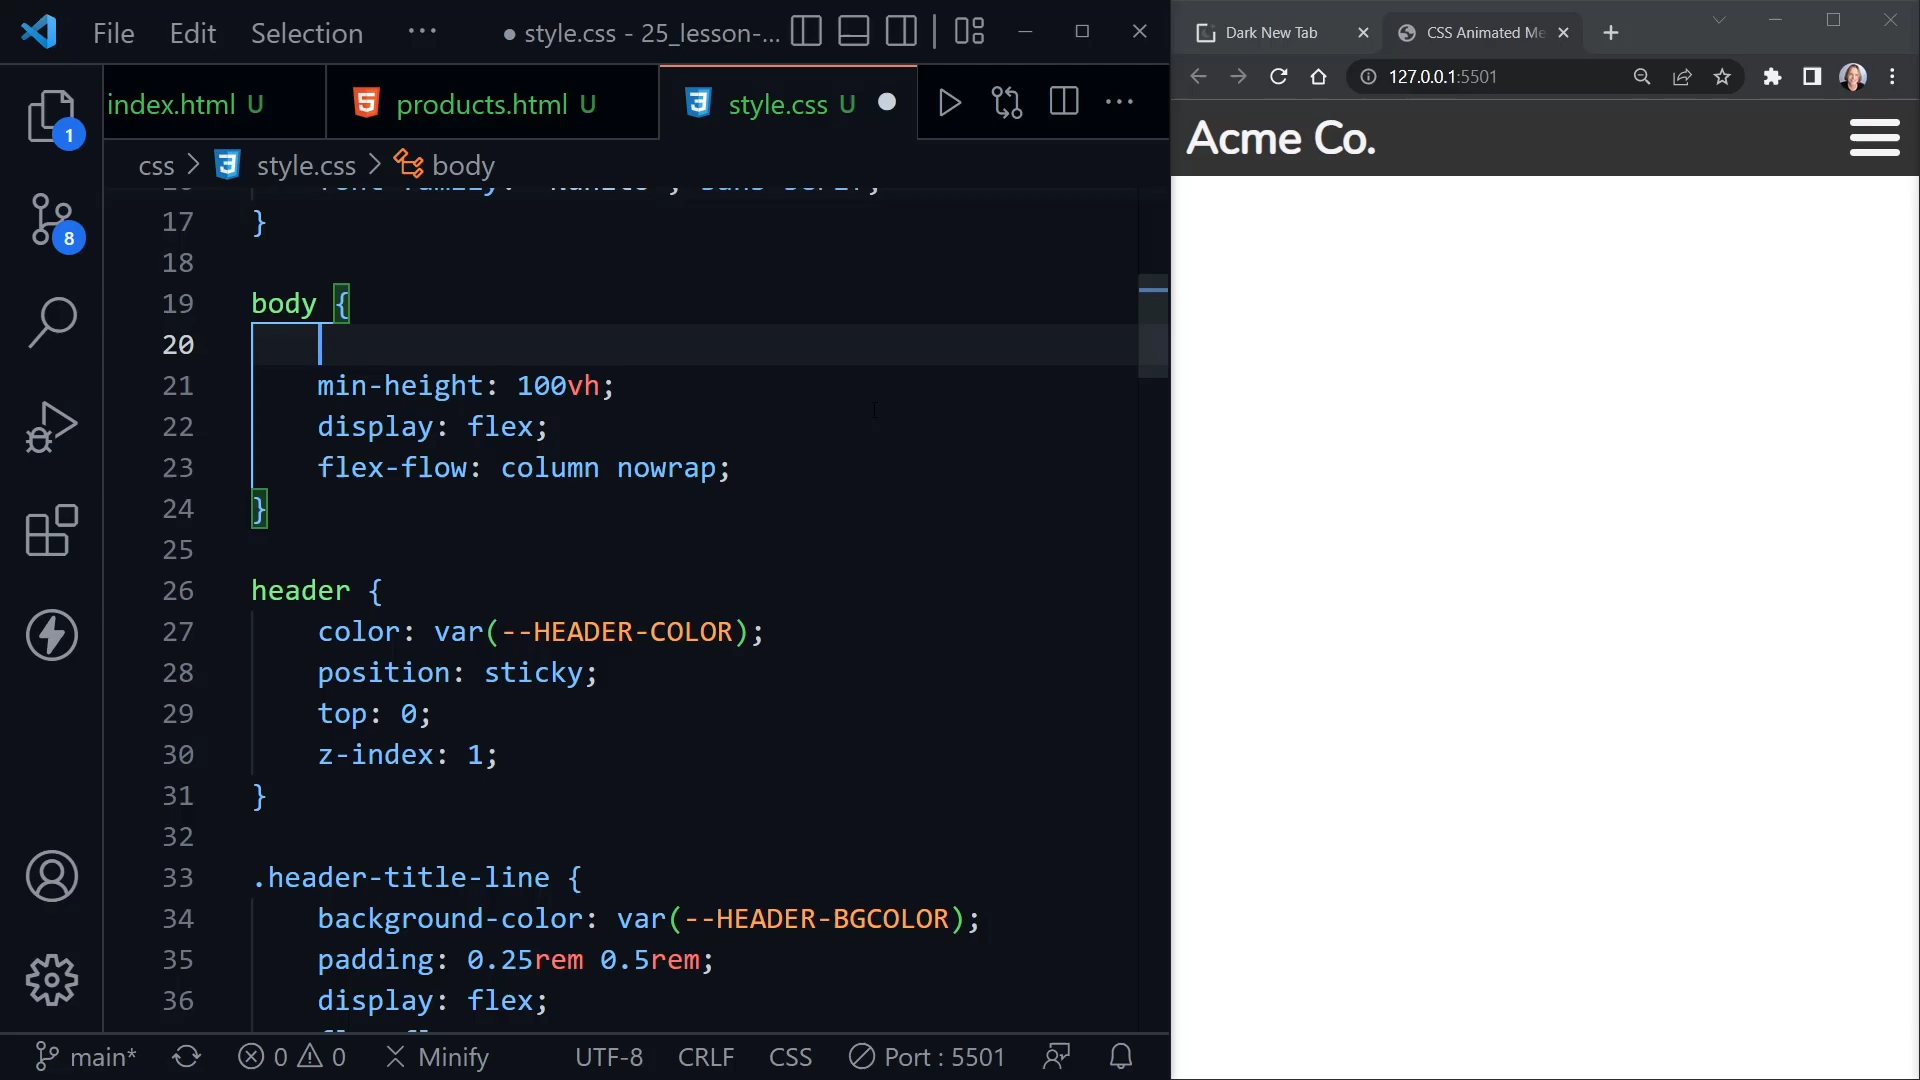 File Edit Selection ··· ● style.css - 25_lesson-...
index.html U products.html U style.css U
css > style.css > body
17 }
18
19 body {
20
21 min-height: 100vh;
22 display: flex;
23 flex-flow: column nowrap;
24 }
25
26 header {
27 color: var(--HEADER-COLOR);
28 position: sticky;
29 top: 0;
30 z-index: 1;
31 }
32
33 .header-title-line {
34 background-color: var(--HEADER-BGCOLOR);
35 padding: 0.25rem 0.5rem;
36 display: flex;
1
8
main* 0 0 Minify UTF-8 CRLF CSS Port : 5501
Dark New Tab CSS Animated Me
127.0.0.1:5501
Acme Co.